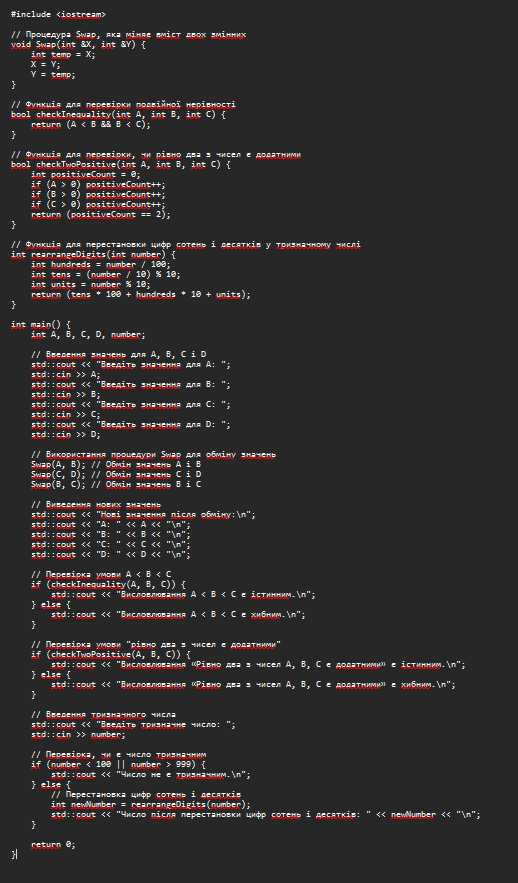 #include <iostream>
// Процедура Swap, яка міняє вміст двох змінних
void Swap(int &X, int &Y) {
int temp = X;
X = Y;
Y = temp;
}
// Функція для перевірки подвійної нерівності
bool checkInequality(int A, int B, int C) {
return (A < B && B < C);
}
// Функція для перевірки, чи рівно два з чисел є додатними
bool checkTwoPositive(int A, int B, int C) {
int positiveCount = 0;
if (A > 0) positiveCount++;
if (B > 0) positiveCount++;
if (C > 0) positiveCount++;
return (positiveCount == 2);
}
// Функція для перестановки цифр сотень і десятків у тризначному числі
int rearrangeDigits(int number) {
int hundreds = number / 100;
int tens = (number / 10) % 10;
int units = number % 10;
return (tens * 100 + hundreds * 10 + units);
}
int main() {
int A, B, C, D, number;
// Введення значень для A, B, C і D
std::cout << "Введіть значення для A: ";
std::cin >> A;
std::cout << "Введіть значення для B: ";
std::cin >> B;
std::cout << "Введіть значення для C: ";
std::cin >> C;
std::cout << "Введіть значення для D: ";
std::cin >> D;
// Використання процедури Swap для обміну значень
Swap(A, B); // Обмін значень A і B
Swap(C, D); // Обмін значень C і D
Swap(B, C); // Обмін значень B і C
// Виведення нових значень
std::cout << "Нові значення після обміну:\n";
std::cout << "A: " << A << "\n";
std::cout << "B: " << B << "\n";
std::cout << "C: " << C << "\n";
std::cout << "D: " << D << "\n";
// Перевірка умови A < B < C
if (checkInequality(A, B, C)) {
std::cout << "Висловлювання A < B < C є істинним.\n";
} else {
std::cout << "Висловлювання A < B < C є хибним.\n";
}
// Перевірка умови "рівно два з чисел є додатними"
if (checkTwoPositive(A, B, C)) {
std::cout << "Висловлювання «Рівно два з чисел A, B, C є додатними» є істинним.\n";
} else {
std::cout << "Висловлювання «Рівно два з чисел A, B, C є додатними» є хибним.\n";
}
// Введення тризначного числа
std::cout << "Введіть тризначне число: ";
std::cin >> number;
// Перевірка, чи є число тризначним
if (number < 100 || number > 999) {
std::cout << "Число не є тризначним.\n";
} else {
// Перестановка цифр сотень і десятків
int newNumber = rearrangeDigits(number);
std::cout << "Число після перестановки цифр сотень і десятків: " << newNumber << "\n";
}
return 0;
}